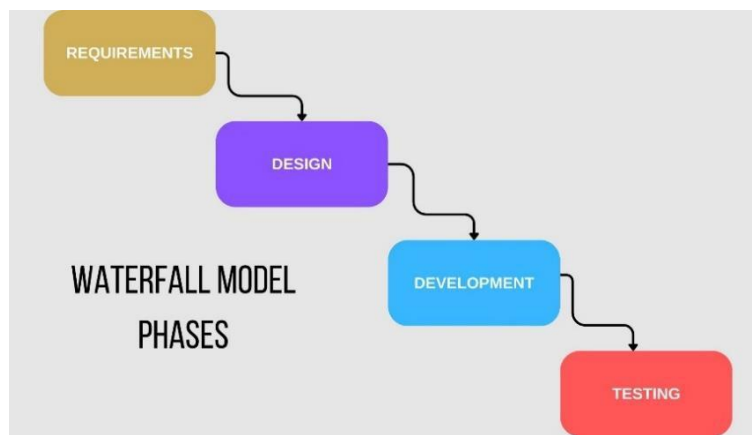 REQUIREMENTS
DESIGN
DEVELOPMENT
WATERFALL MODEL
PHASES
TESTING